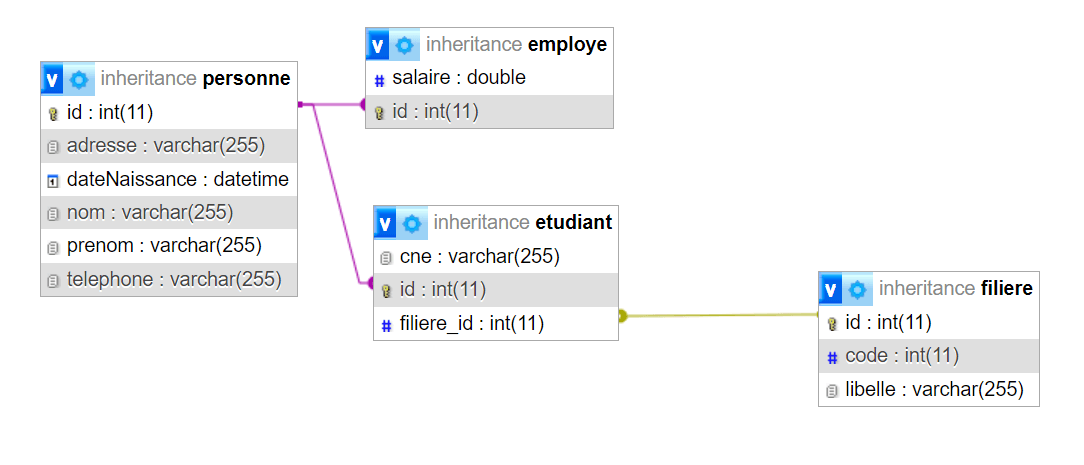 v inheritance personne
id : int(11)
adresse : varchar(255)
dateNaissance : datetime
nom : varchar(255)
prenom : varchar(255)
telephone : varchar(255)
v inheritance employe
# salaire : double
id : int(11)
v inheritance etudiant
cne : varchar(255)
id : int(11)
# filiere_id : int(11)
v inheritance filiere
id : int(11)
# code : int(11)
libelle : varchar(255)